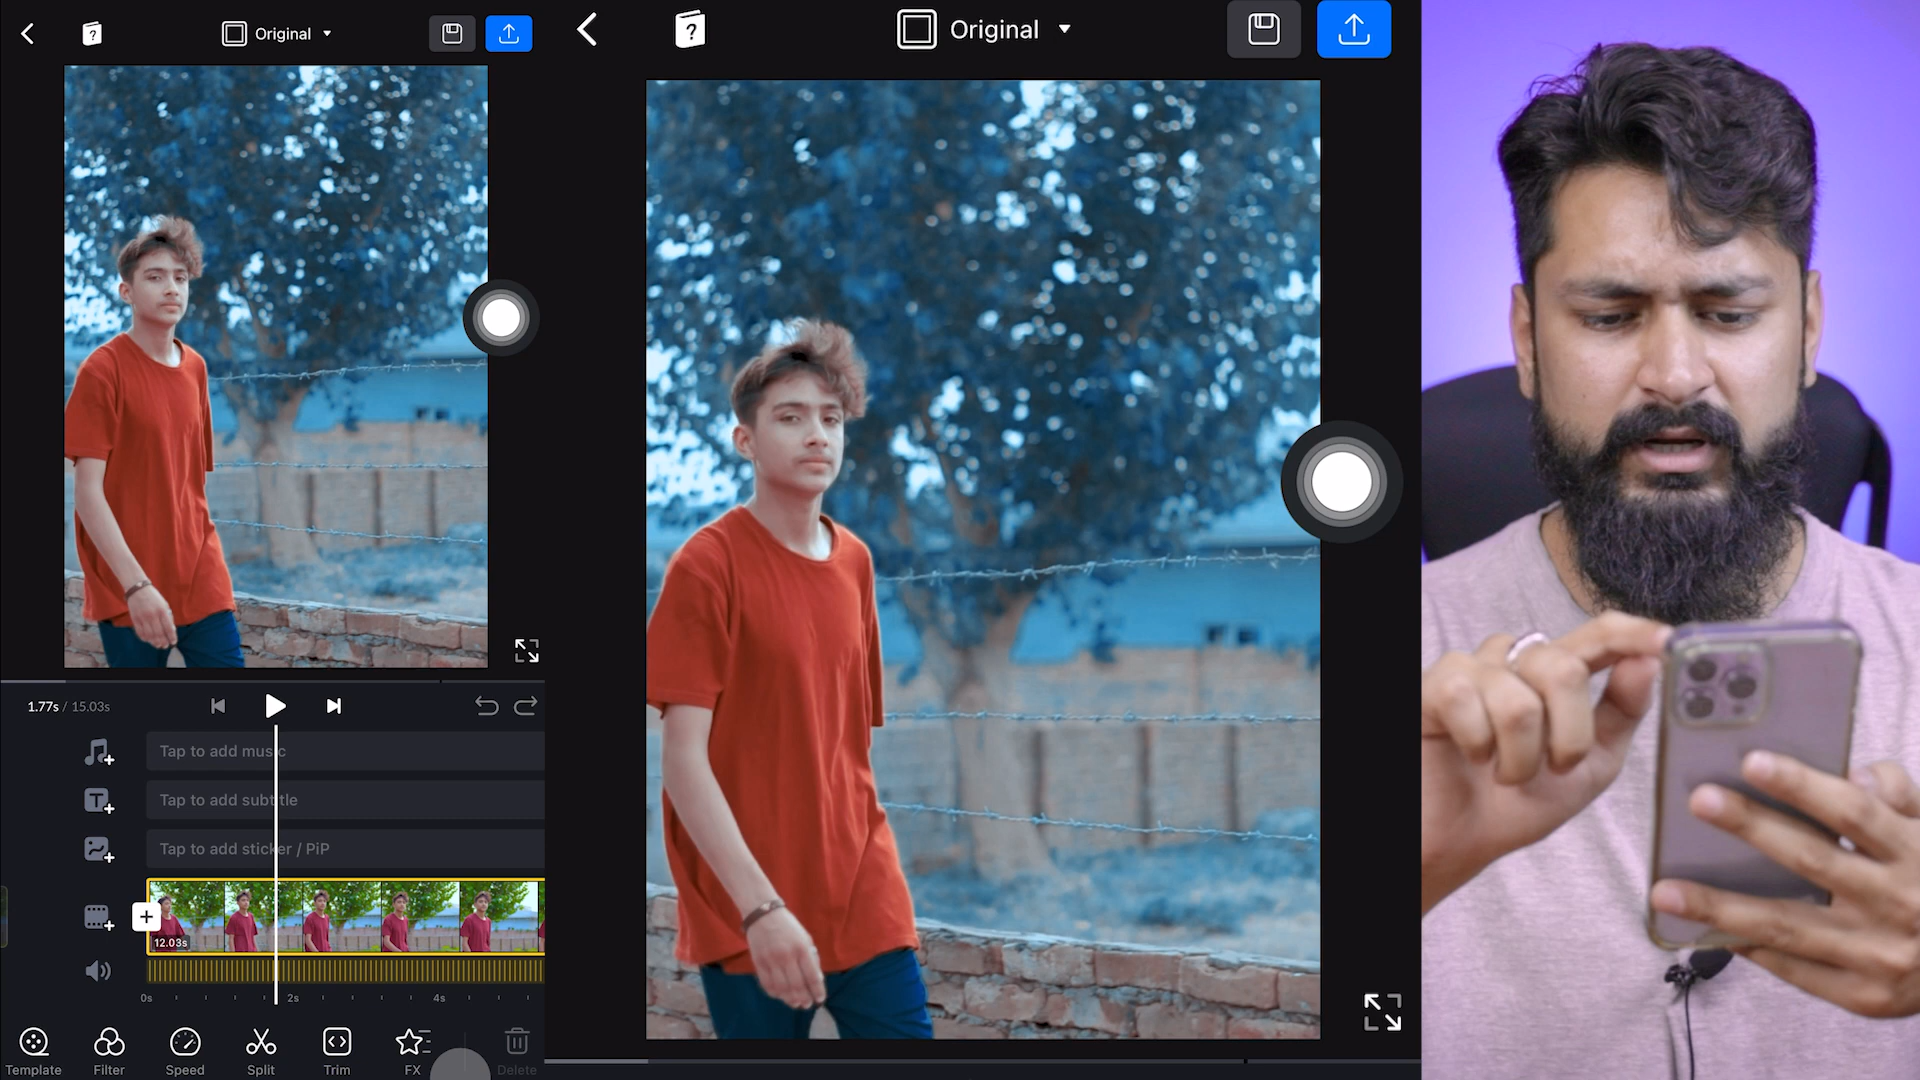 Original
Original
1.77s / 15.03s
Tap to add music
Tap to add subtitle
Tap to add sticker / PiP
12.03s
0s 2s 4s
Template Filter Speed Split Trim FX Delete